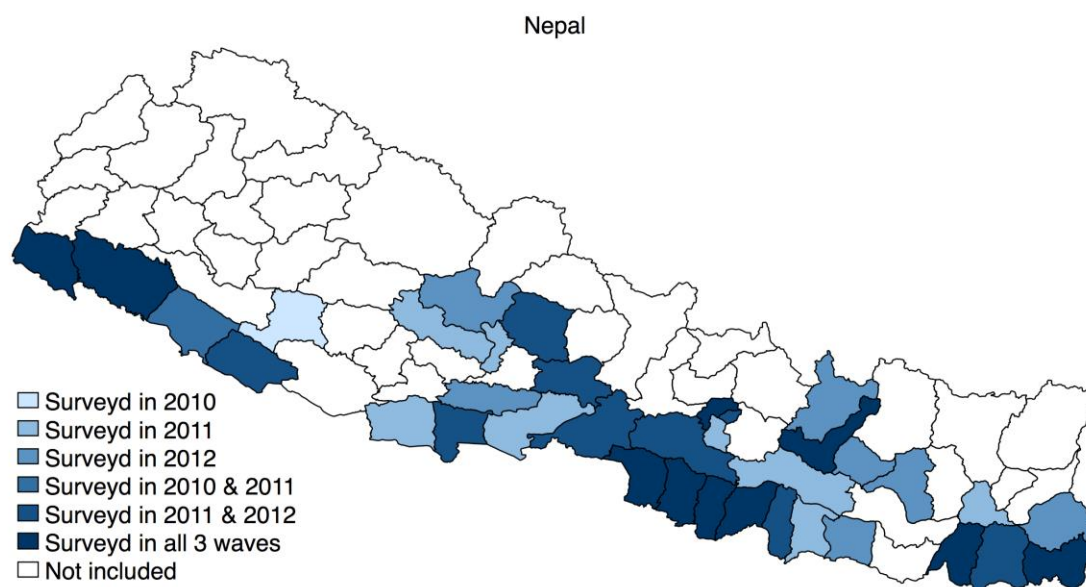 Nepal
Surveyd in 2010
Surveyd in 2011
Surveyd in 2012
Surveyd in 2010 & 2011
Surveyd in 2011 & 2012
Surveyd in all 3 waves
Not included